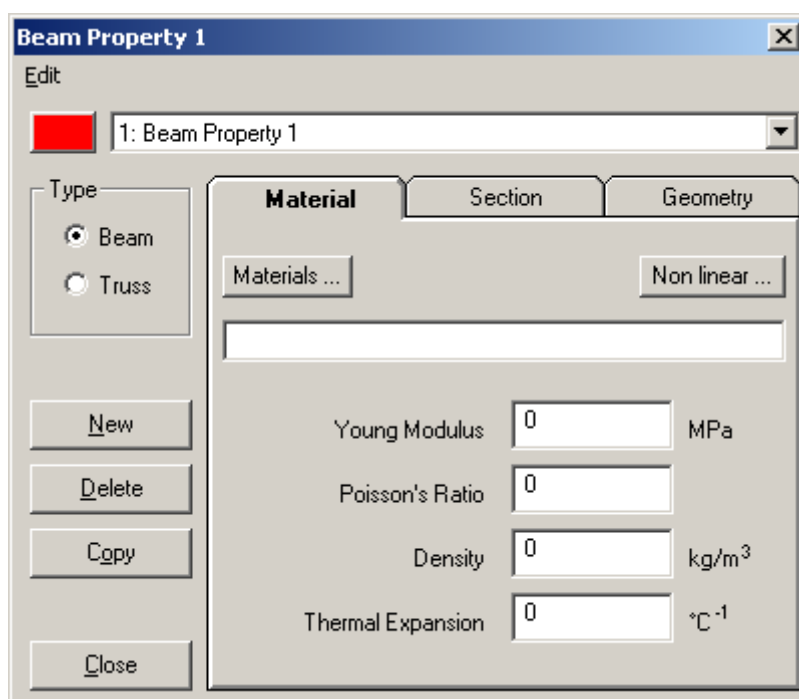 Beam Property 1
Edit
1: Beam Property 1
Type
Beam
Truss
New
Delete
Copy
Close
Material Section Geometry
Materials ... Non linear ...
Young Modulus 0 MPa
Poisson's Ratio 0
Density 0 kg/m³
Thermal Expansion 0 °C⁻¹